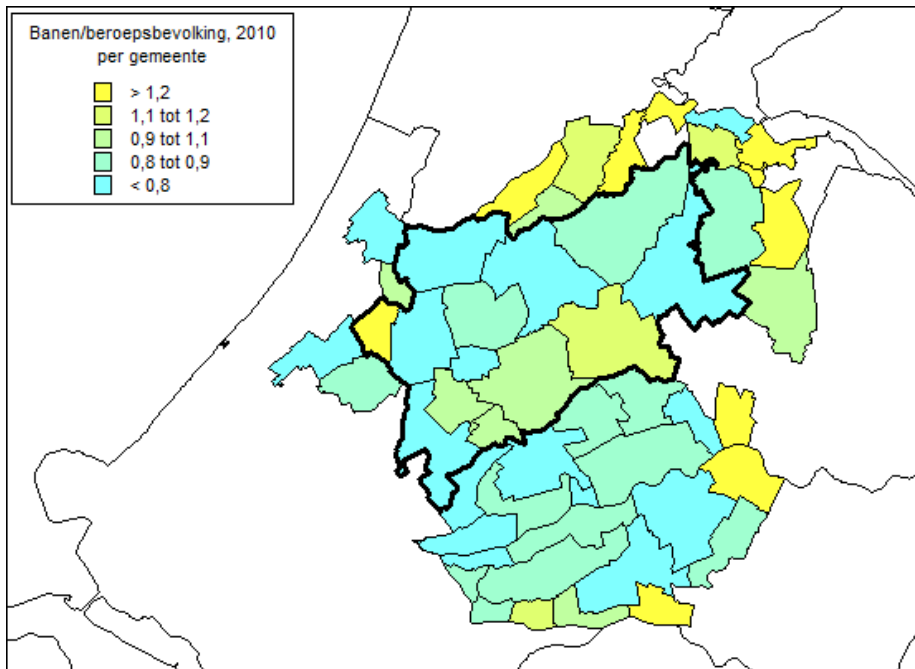 Banen/beroepsbevolking, 2010
per gemeente
> 1,2
1,1 tot 1,2
0,9 tot 1,1
0,8 tot 0,9
< 0,8